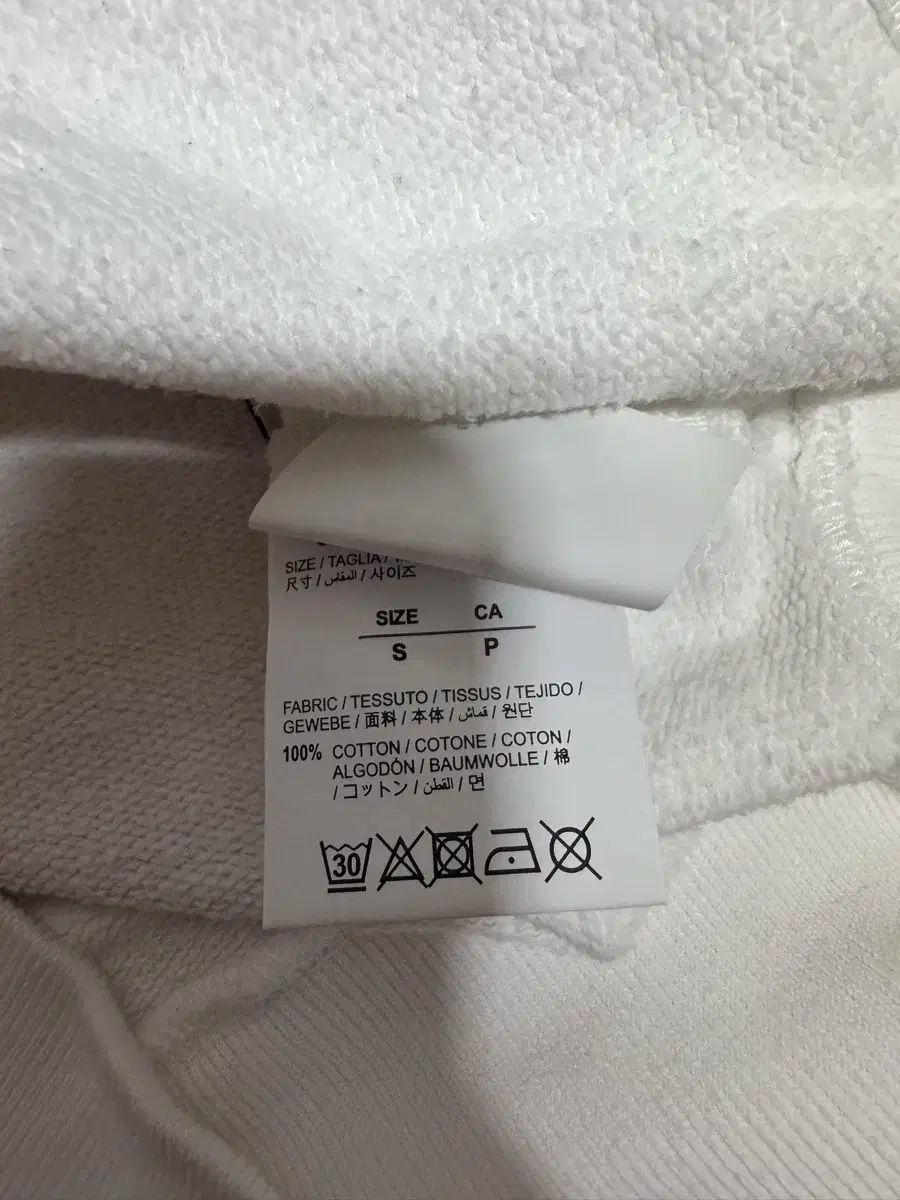 SIZE / TAGLIA /
尺寸 / المقاس / 사이즈
SIZE CA
S P
FABRIC / TESSUTO / TISSUS / TEJIDO /
GEWEBE / 面料 / 本体 / قماش / 원단
100% COTTON / COTONE / COTON /
ALGODÓN / BAUMWOLLE / 棉
/ コットン / القطن / 면
30